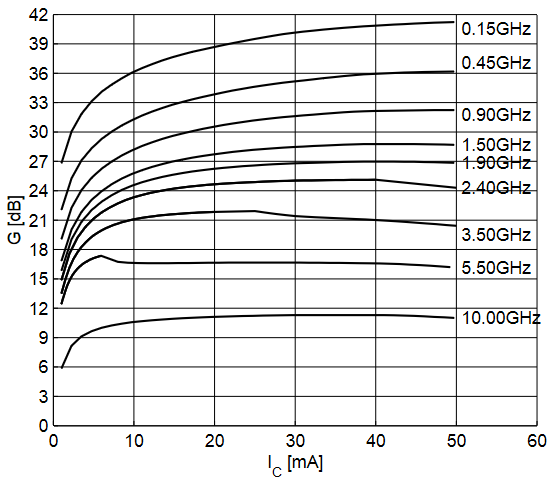 42
39
36
33
30
27
24
21
18
15
12
9
6
3
0
G [dB]
0.15GHz
0.45GHz
0.90GHz
1.50GHz
1.90GHz
2.40GHz
3.50GHz
5.50GHz
10.00GHz
0 10 20 30 40 50 60
I_C [mA]